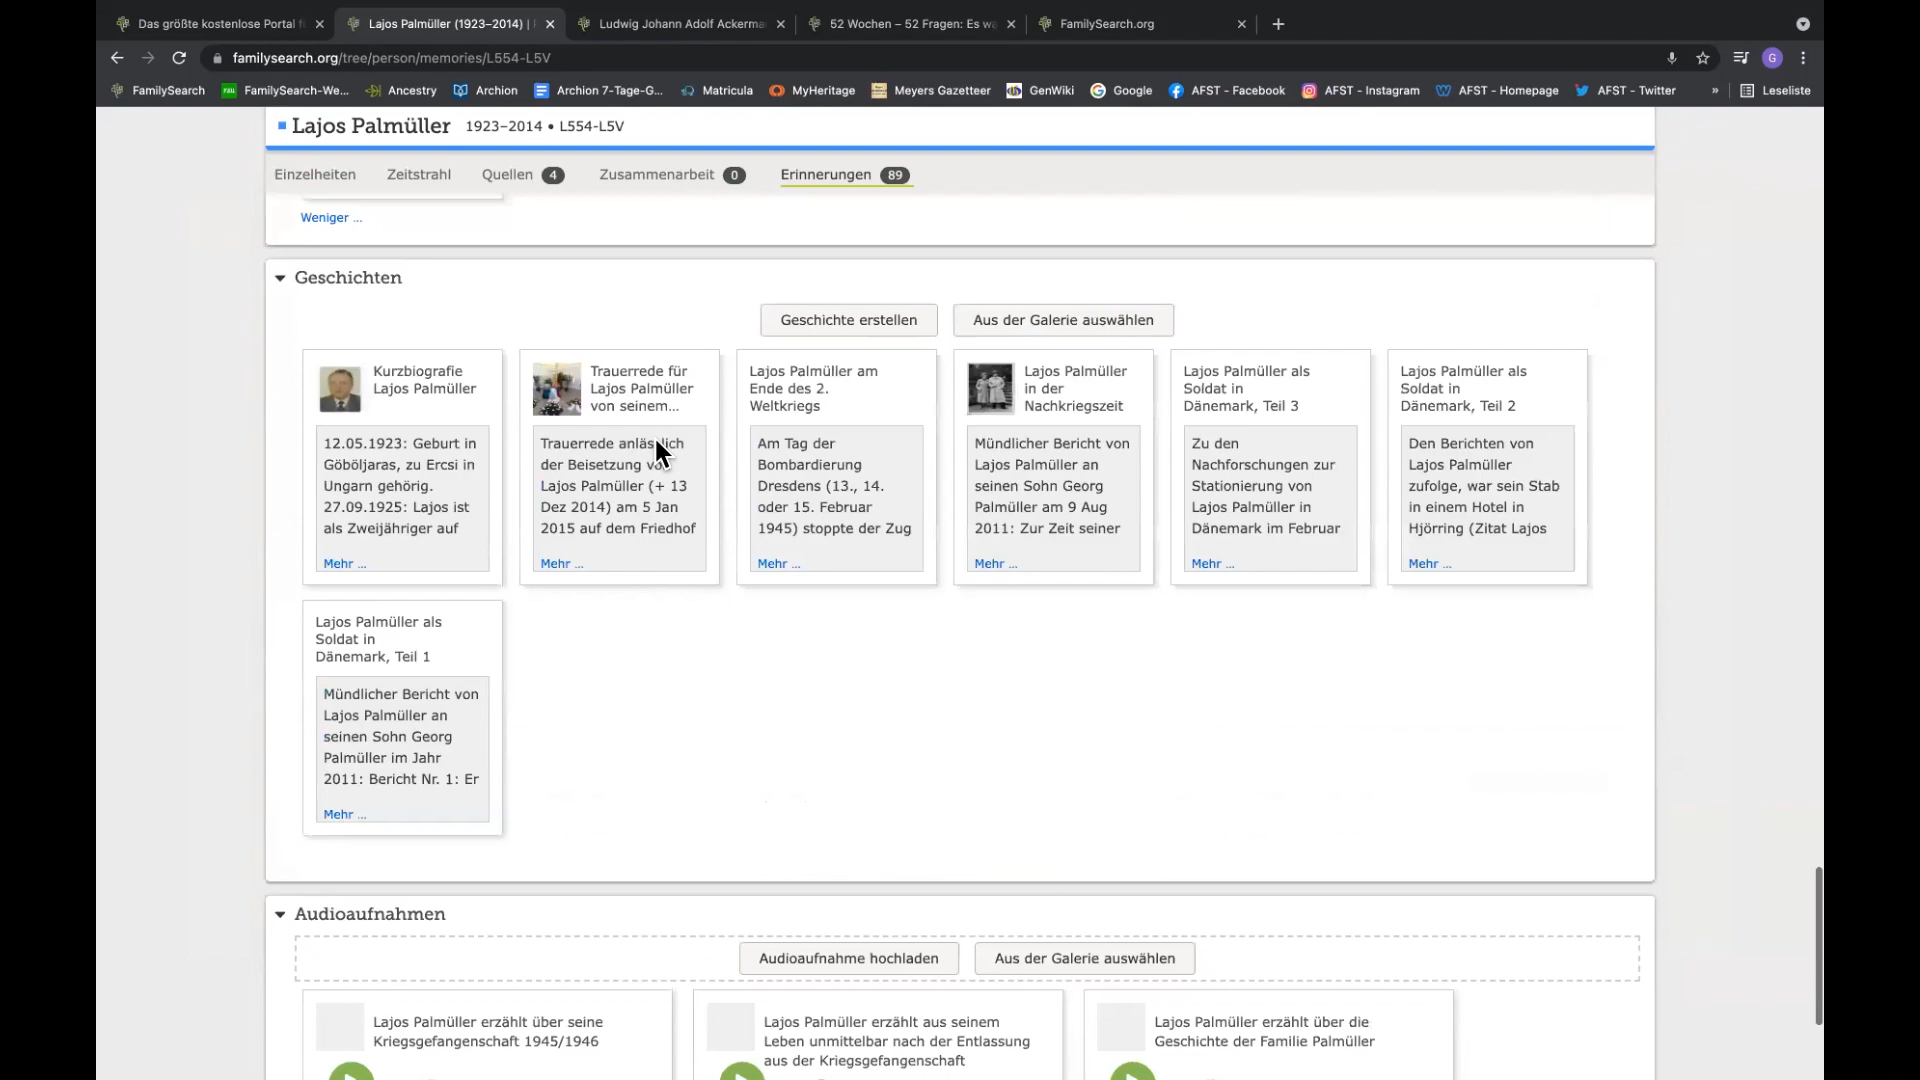 Das größte kostenlose Portal f
Lajos Palmüller (1923–2014) |
Ludwig Johann Adolf Ackerma
52 Wochen – 52 Fragen: Es wa
FamilySearch.org
familysearch.org/tree/person/memories/L554-L5V
G
FamilySearch
FamilySearch-We...
Ancestry
Archion
Archion 7-Tage-G...
Matricula
MyHeritage
Meyers Gazetteer
GenWiki
Google
AFST - Facebook
AFST - Instagram
AFST - Homepage
AFST - Twitter
»
Leseliste
Lajos Palmüller 1923–2014 • L554-L5V
Einzelheiten
Zeitstrahl
Quellen 4
Zusammenarbeit 0
Erinnerungen 89
Weniger ...
Geschichten
Geschichte erstellen
Aus der Galerie auswählen
Kurzbiografie
Lajos Palmüller
12.05.1923: Geburt in
Göböljaras, zu Ercsi in
Ungarn gehörig.
27.09.1925: Lajos ist
als Zweijähriger auf
Mehr ...
Trauerrede für
Lajos Palmüller
von seinem...
Trauerrede anlässlich
der Beisetzung
Lajos Palmüller (+ 13
Dez 2014) am 5 Jan
2015 auf dem Friedhof
Mehr ...
Lajos Palmüller am
Ende des 2.
Weltkriegs
Am Tag der
Bombardierung
Dresdens (13., 14.
oder 15. Februar
1945) stoppte der Zug
Mehr ...
Lajos Palmüller
in der
Nachkriegszeit
Mündlicher Bericht von
Lajos Palmüller an
seinen Sohn Georg
Palmüller am 9 Aug
2011: Zur Zeit seiner
Mehr ...
Lajos Palmüller als
Soldat in
Dänemark, Teil 3
Zu den
Nachforschungen zur
Stationierung von
Lajos Palmüller in
Dänemark im Februar
Mehr ...
Lajos Palmüller als
Soldat in
Dänemark, Teil 2
Den Berichten von
Lajos Palmüller
zufolge, war sein Stab
in einem Hotel in
Hjörring (Zitat Lajos
Mehr ...
Lajos Palmüller als
Soldat in
Dänemark, Teil 1
Mündlicher Bericht von
Lajos Palmüller an
seinen Sohn Georg
Palmüller im Jahr
2011: Bericht Nr. 1: Er
Mehr ...
Audioaufnahmen
Audioaufnahme hochladen
Aus der Galerie auswählen
Lajos Palmüller erzählt über seine
Kriegsgefangenschaft 1945/1946
Lajos Palmüller erzählt aus seinem
Leben unmittelbar nach der Entlassung
aus der Kriegsgefangenschaft
Lajos Palmüller erzählt über die
Geschichte der Familie Palmüller